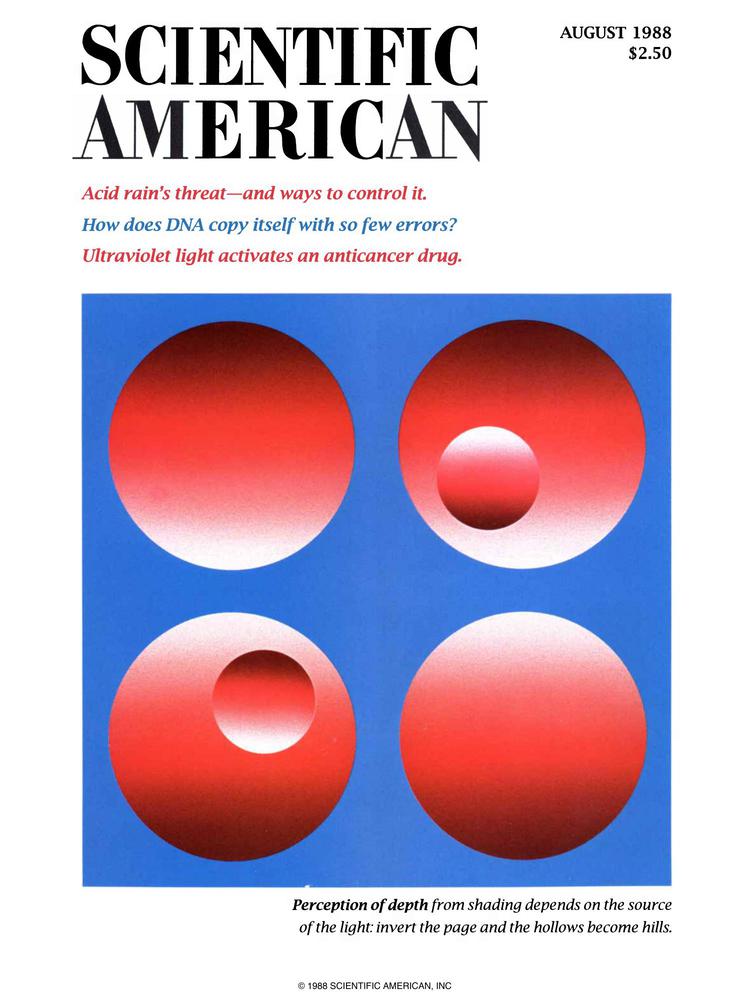 SCIENTIFIC
AMERICAN
AUGUST 1988
$2.50
Acid rain's threat—and ways to control it.
How does DNA copy itself with so few errors?
Ultraviolet light activates an anticancer drug.
Perception of depth from shading depends on the source
of the light: invert the page and the hollows become hills.
© 1988 SCIENTIFIC AMERICAN, INC